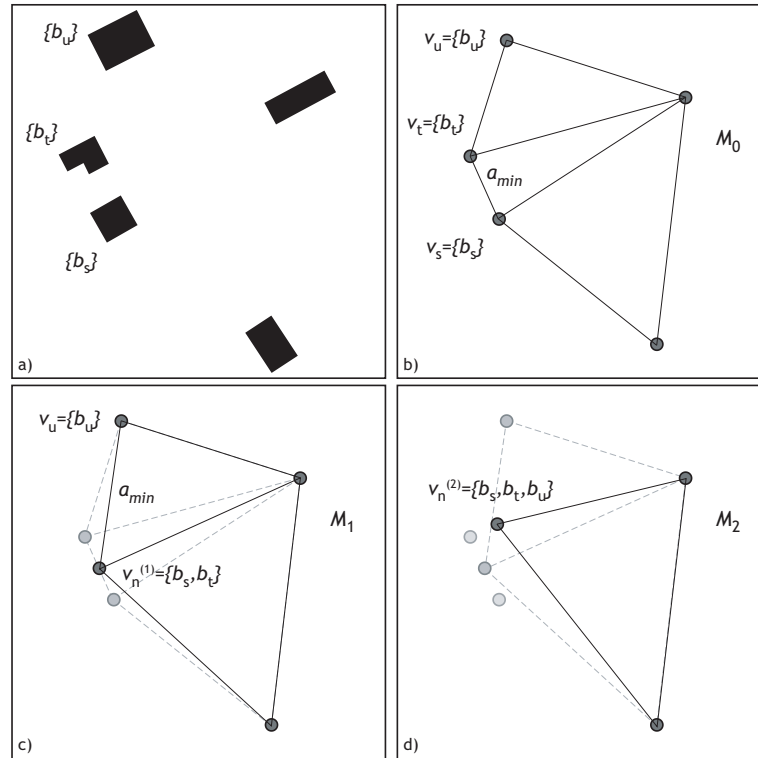 {b_u}
{b_t}
{b_s}
a)
v_u={b_u}
v_t={b_t}
a_min
v_s={b_s}
M_0
b)
v_u={b_u}
a_min
v_n^(1)={b_s,b_t}
M_1
c)
v_n^(2)={b_s,b_t,b_u}
M_2
d)